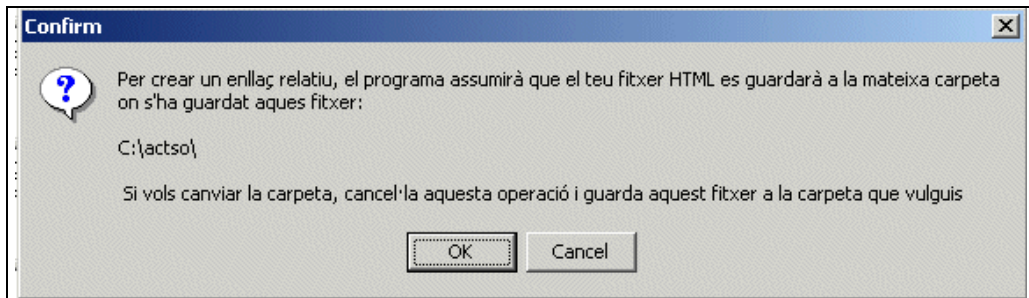 Confirm
Per crear un enllaç relatiu, el programa assumirà que el teu fitxer HTML es guardarà a la mateixa carpeta
on s'ha guardat aques fitxer:
C:\actso\
Si vols canviar la carpeta, cancel·la aquesta operació i guarda aquest fitxer a la carpeta que vulguis
OK Cancel